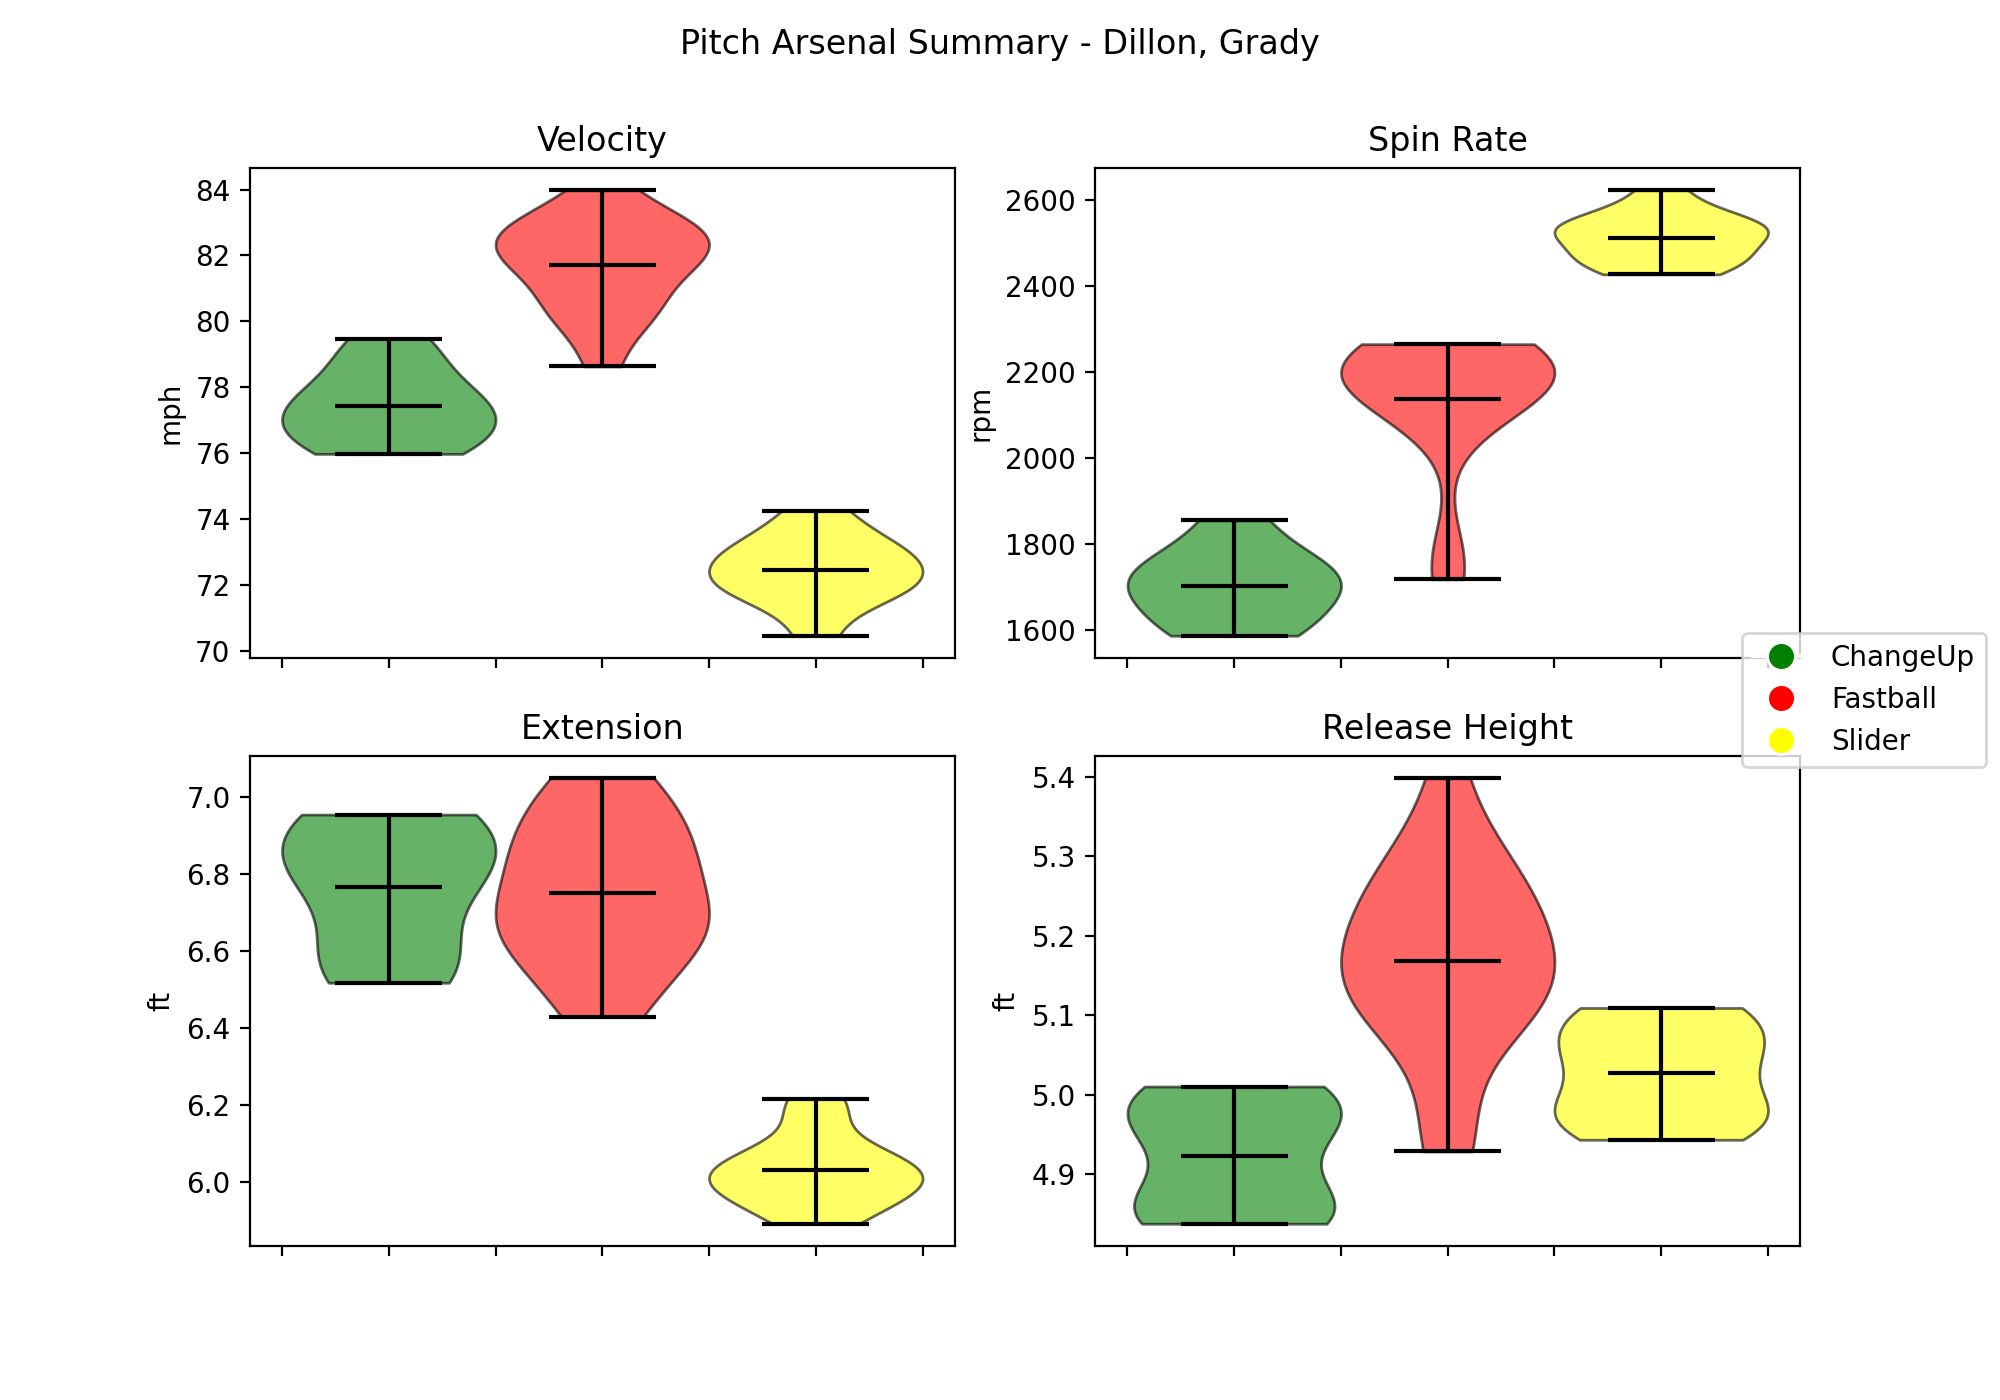 Pitch Arsenal Summary - Dillon, Grady
Velocity
84
82
80
78
76
74
72
70
mph
Spin Rate
2600
2400
2200
2000
1800
1600
rpm
ChangeUp
Fastball
Slider
Extension
7.0
6.8
6.6
6.4
6.2
6.0
ft
Release Height
5.4
5.3
5.2
5.1
5.0
4.9
ft